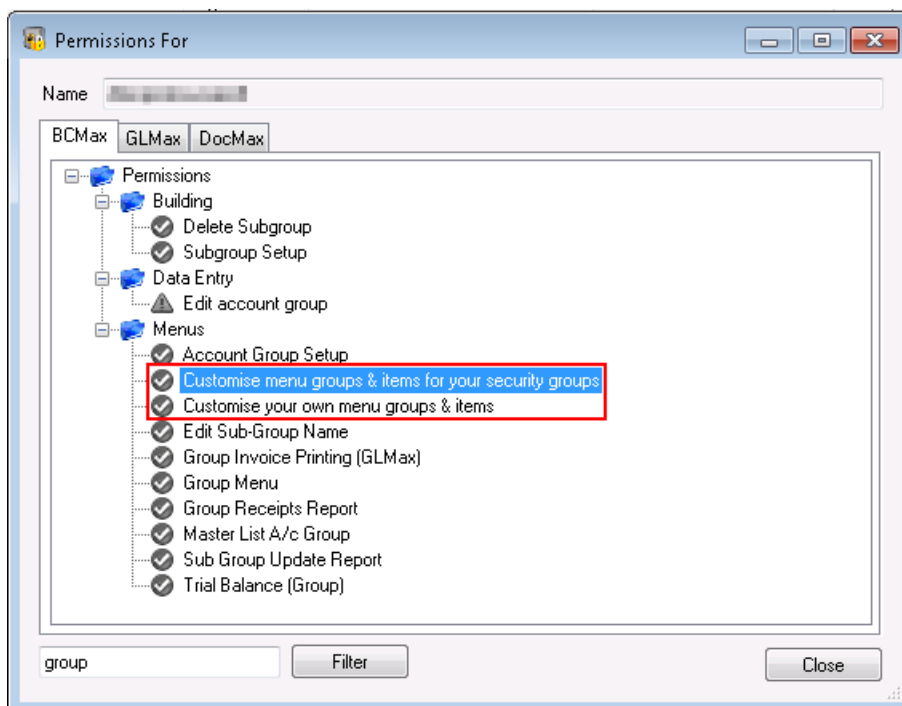 Permissions For
Name
BCMax GLMax DocMax
Permissions
Building
Delete Subgroup
Subgroup Setup
Data Entry
Edit account group
Menus
Account Group Setup
Customise menu groups & items for your security groups
Customise your own menu groups & items
Edit Sub-Group Name
Group Invoice Printing (GLMax)
Group Menu
Group Receipts Report
Master List A/c Group
Sub Group Update Report
Trial Balance (Group)
group Filter Close